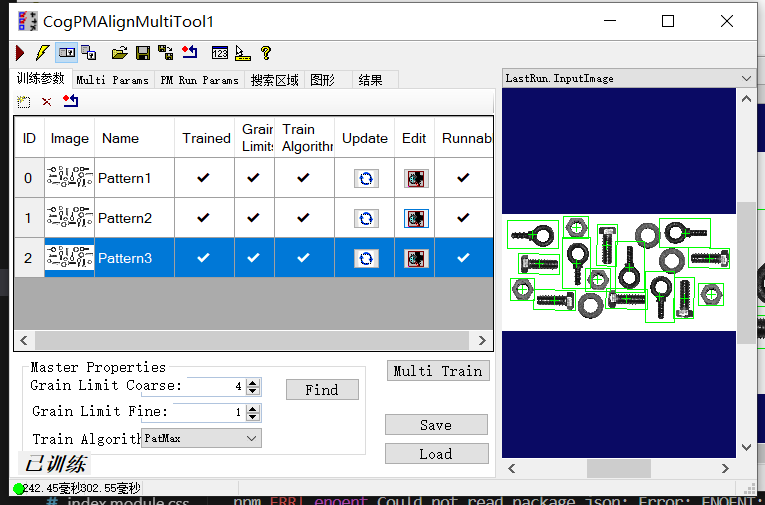 CogPMAlignMultiTool1
训练参数 Multi Params PM Run Params 搜索区域 图形 结果
LastRun.InputImage
ID Image Name Trained Grain Limits Train Algorithm Update Edit Runnab
0 Pattern1
1 Pattern2
2 Pattern3
Master Properties
Grain Limit Coarse: 4 Find
Grain Limit Fine: 1
Train Algorith PatMax
Multi Train
Save
Load
已训练
242.45毫秒302.55毫秒
# index.module.css npm ERR! enoent Could not read package.json: Error: ENOENT: